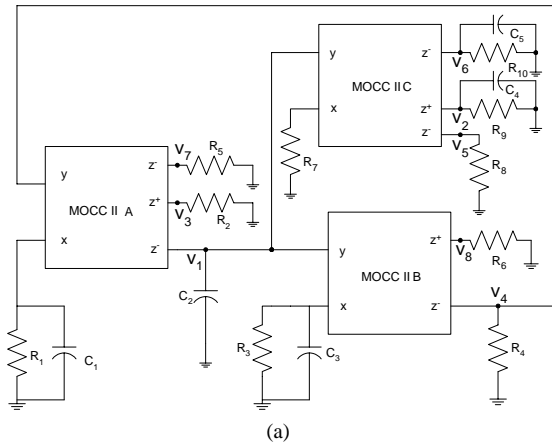 y
x
MOCC II C
z-
z+
z-
V6
C5
R10
C4
V2
R9
V5
R8
R7
y
x
MOCC II A
z-
z+
z-
V7
R5
V3
R2
V1
C2
R1
C1
y
x
MOCC II B
z+
z-
V8
R6
V4
R4
R3
C3
(a)